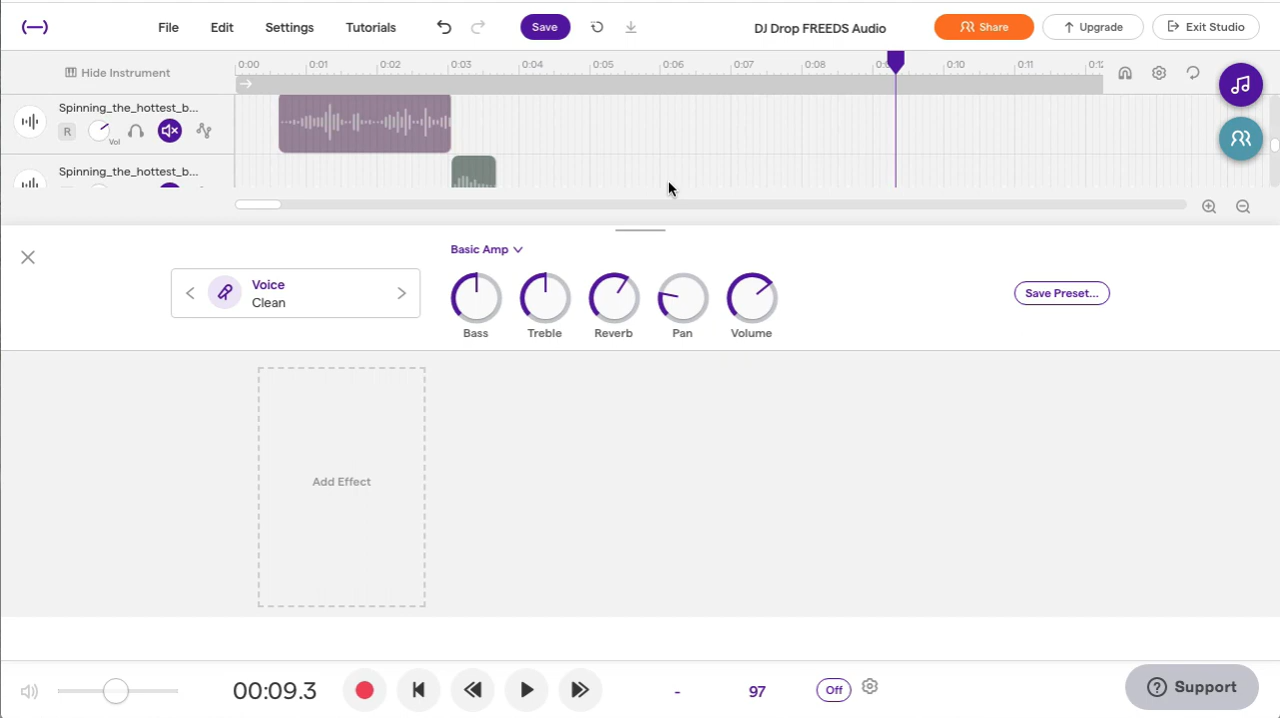 File Edit Settings Tutorials Save DJ Drop FREEDS Audio Share Upgrade Exit Studio
Hide Instrument 0:00 0:01 0:02 0:03 0:04 0:05 0:06 0:07 0:08 0:10 0:11
Spinning_the_hottest_b...
R Vol
Spinning_the_hottest_b...
Basic Amp
Voice
Clean
Save Preset...
Bass Treble Reverb Pan Volume
Add Effect
00:09.3 - 97 Off Support